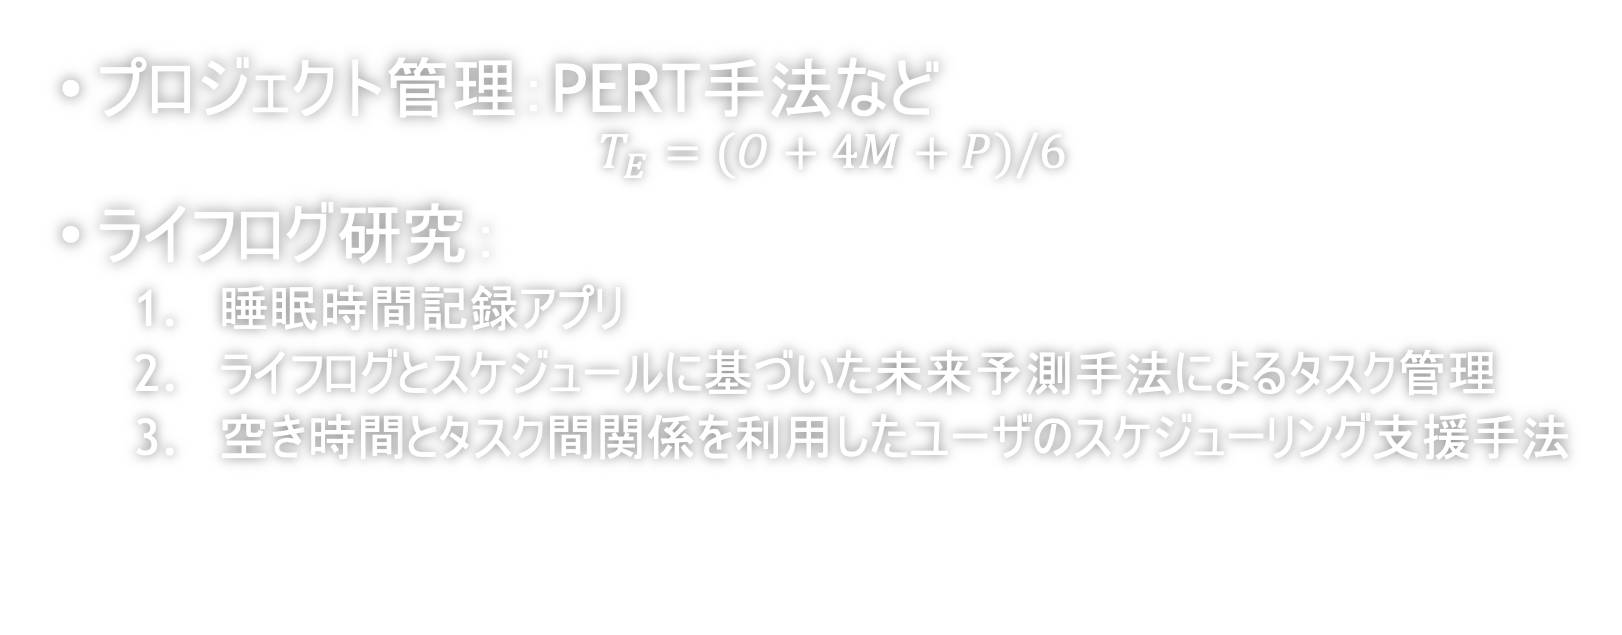 • プロジェクト管理：PERT手法など
T_E = (O + 4M + P)/6
• ライフログ研究：
1. 睡眠時間記録アプリ
2. ライフログとスケジュールに基づいた未来予測手法によるタスク管理
3. 空き時間とタスク間関係を利用したユーザのスケジューリング支援手法